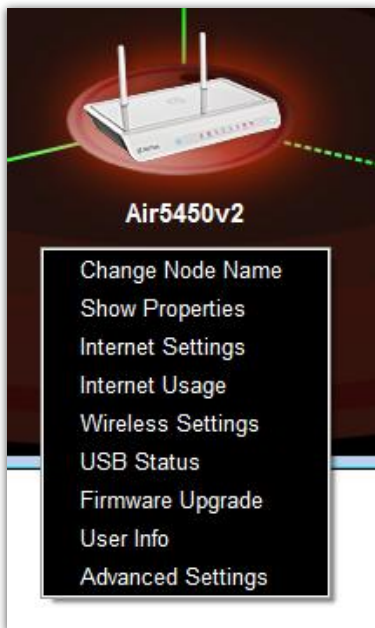 Air5450v2
Change Node Name
Show Properties
Internet Settings
Internet Usage
Wireless Settings
USB Status
Firmware Upgrade
User Info
Advanced Settings